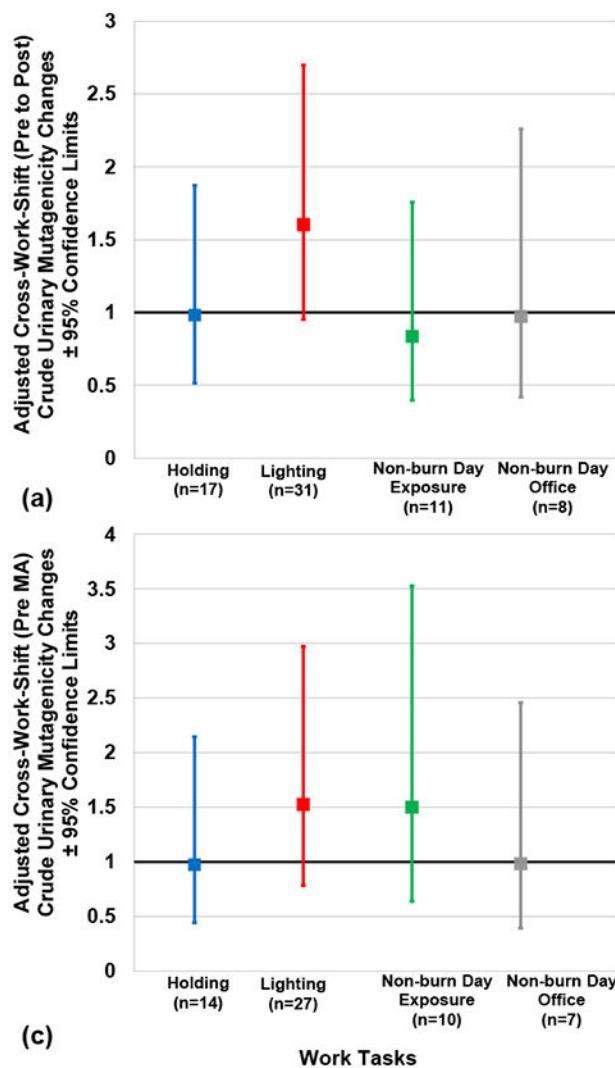 Adjusted Cross-Work-Shift (Pre to Post)
Crude Urinary Mutagenicity Changes
± 95% Confidence Limits
3
2.5
2
1.5
1
0.5
0
Holding
(n=17)
Lighting
(n=31)
Non-burn Day
Exposure
(n=11)
Non-burn Day
Office
(n=8)
(a)
Adjusted Cross-Work-Shift (Pre MA)
Crude Urinary Mutagenicity Changes
± 95% Confidence Limits
4
3.5
3
2.5
2
1.5
1
0.5
0
Holding
(n=14)
Lighting
(n=27)
Non-burn Day
Exposure
(n=10)
Non-burn Day
Office
(n=7)
(c)
Work Tasks